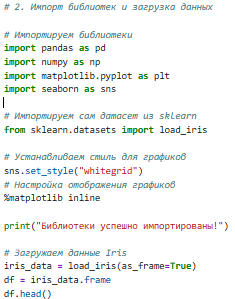 # 2. Импорт библиотек и загрузка данных
# Импортируем библиотеки
import pandas as pd
import numpy as np
import matplotlib.pyplot as plt
import seaborn as sns
# Импортируем сам датасет из skLearn
from sklearn.datasets import load_iris
# Устанавливаем стиль для графиков
sns.set_style("whitegrid")
# Настройка отображения графиков
%matplotlib inline
print("Библиотеки успешно импортированы!")
# Загружаем данные Iris
iris_data = load_iris(as_frame=True)
df = iris_data.frame
df.head()